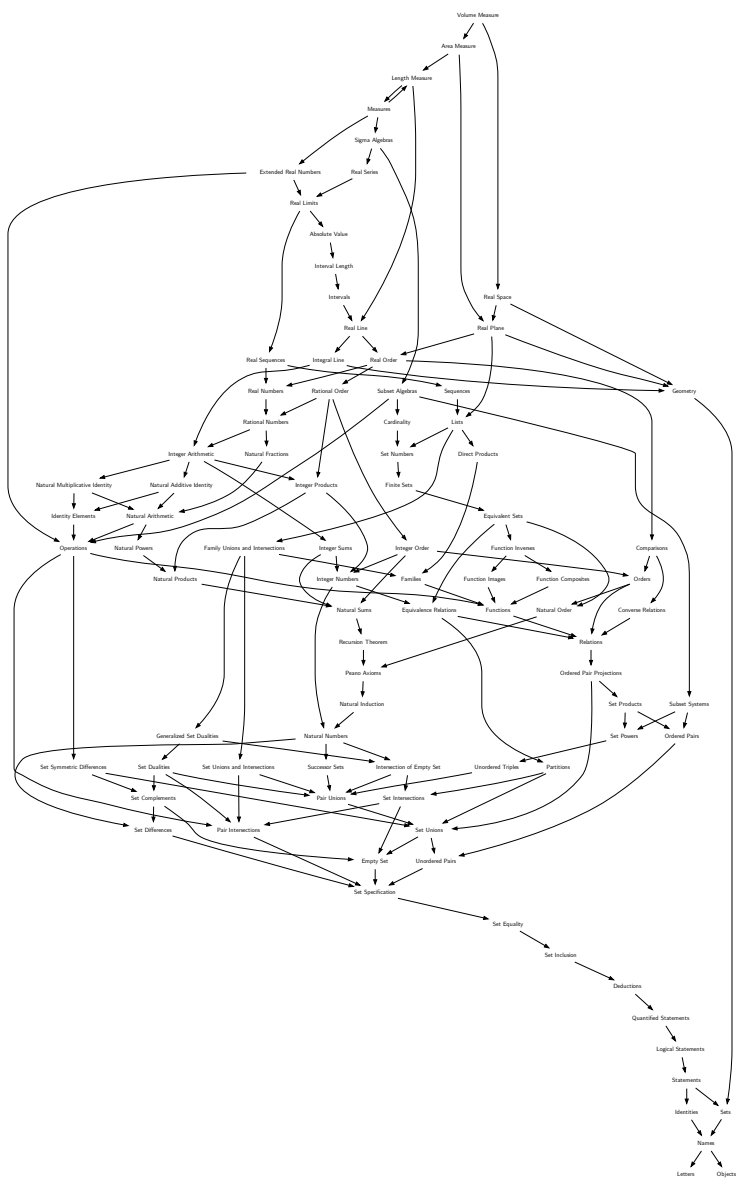 Volume Measure
Area Measure
Length Measure
Measures
Sigma Algebras
Extended Real Numbers Real Series
Real Limits
Absolute Value
Interval Length
Intervals Real Space
Real Line Real Plane
Real Sequences Integral Line Real Order
Real Numbers Rational Order Subset Algebras Sequences Geometry
Rational Numbers Cardinality Lists
Integer Arithmetic Natural Fractions Set Numbers Direct Products
Natural Multiplicative Identity Natural Additive Identity Integer Products Finite Sets
Identity Elements Natural Arithmetic Equivalent Sets
Operations Natural Powers Family Unions and Intersections Integer Sums Integer Order Function Inverses Comparisons
Natural Products Integer Numbers Families Function Images Function Composites Orders
Natural Sums Equivalence Relations Functions Natural Order Converse Relations
Recursion Theorem Relations
Peano Axioms Ordered Pair Projections
Natural Induction Set Products Subset Systems
Generalized Set Dualities Natural Numbers Set Powers Ordered Pairs
Set Symmetric Differences Set Dualities Set Unions and Intersections Successor Sets Intersection of Empty Set Unordered Triples Partitions
Set Complements Pair Unions Set Intersections
Set Differences Pair Intersections Set Unions
Empty Set Unordered Pairs
Set Specification
Set Equality
Set Inclusion
Deductions
Quantified Statements
Logical Statements
Statements
Identities Sets
Names
Letters Objects